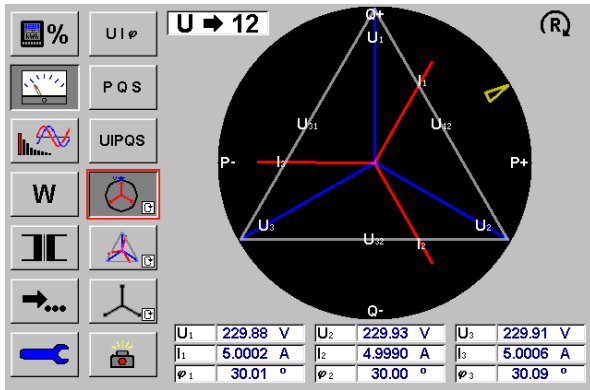 %
U I φ
U ➡ 12
R
P Q S
UIPQS
W
Q+
U1
I1
U31
U12
P-
I3
P+
U3
U2
U32
I2
Q-
U1 229.88 V U2 229.93 V U3 229.91 V
I1 5.0002 A I2 4.9990 A I3 5.0006 A
φ1 30.01 º φ2 30.00 º φ3 30.09 º